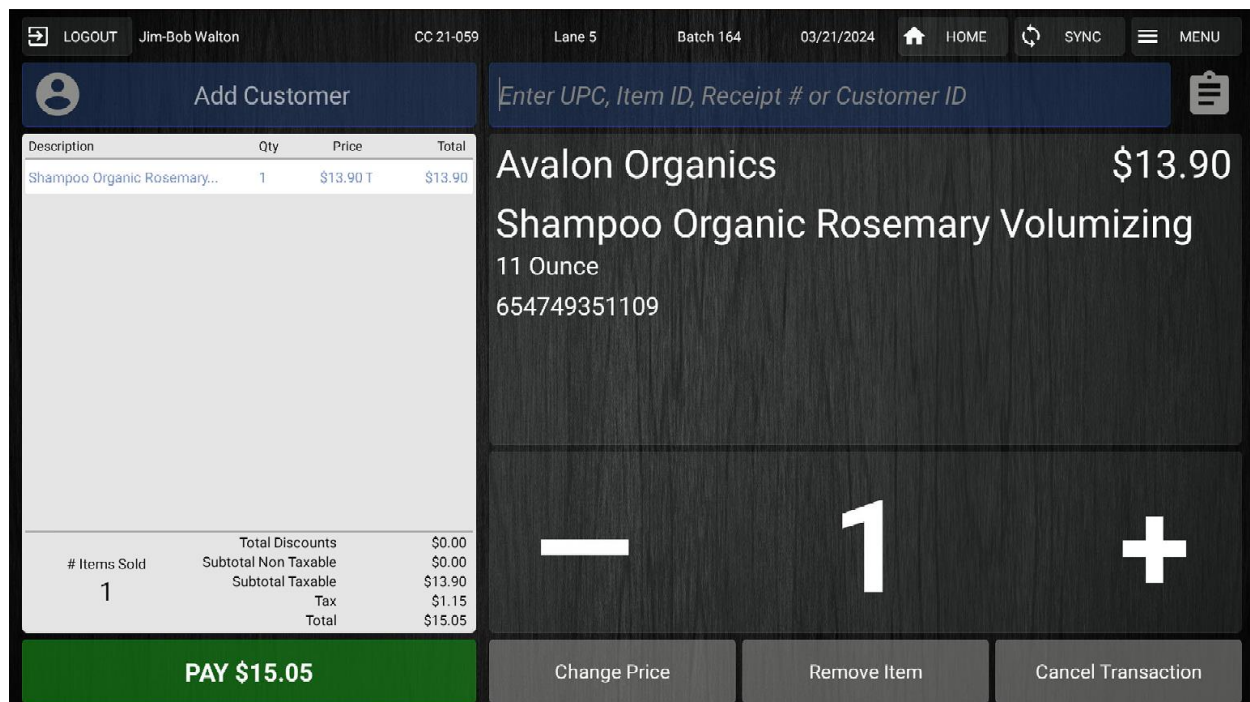 LOGOUT Jim-Bob Walton CC 21-059 Lane 5 Batch 164 03/21/2024 HOME SYNC MENU
Add Customer
Enter UPC, Item ID, Receipt # or Customer ID
Description Qty Price Total
Shampoo Organic Rosemary... 1 $13.90 T $13.90
Avalon Organics $13.90
Shampoo Organic Rosemary Volumizing
11 Ounce
654749351109
# Items Sold
1
Total Discounts $0.00
Subtotal Non Taxable $0.00
Subtotal Taxable $13.90
Tax $1.15
Total $15.05
1
PAY $15.05
Change Price Remove Item Cancel Transaction